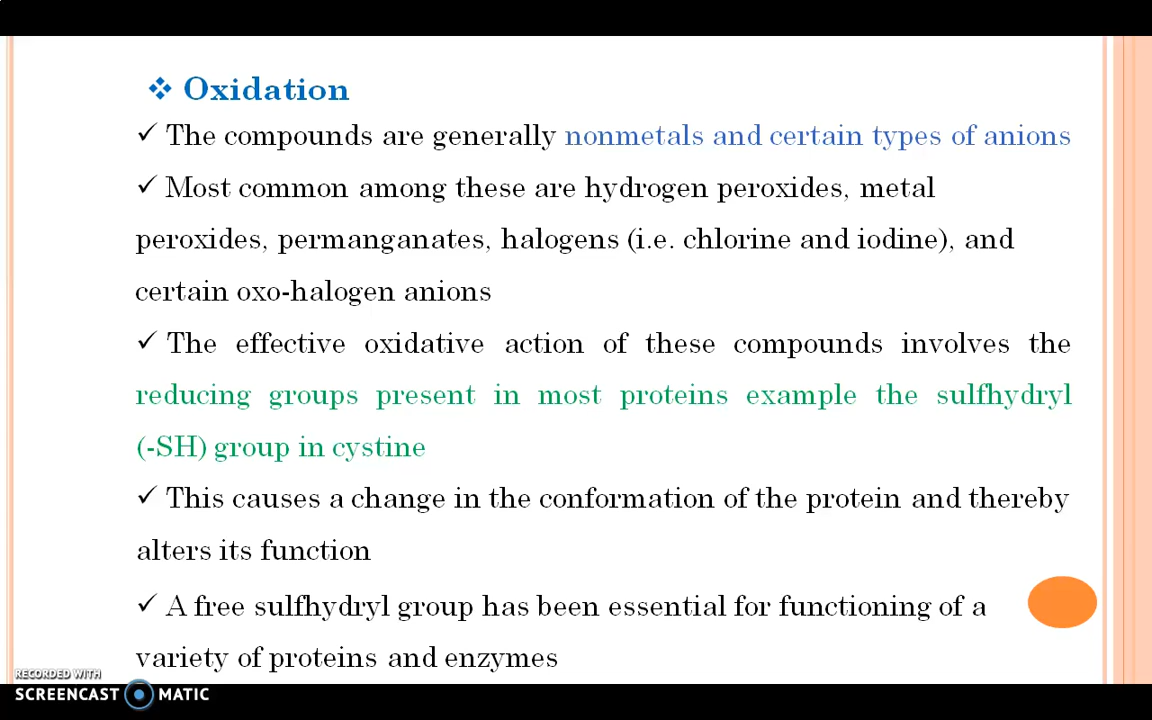 ❖ Oxidation
✓ The compounds are generally nonmetals and certain types of anions
✓ Most common among these are hydrogen peroxides, metal
peroxides, permanganates, halogens (i.e. chlorine and iodine), and
certain oxo-halogen anions
✓ The effective oxidative action of these compounds involves the
reducing groups present in most proteins example the sulfhydryl
(-SH) group in cystine
✓ This causes a change in the conformation of the protein and thereby
alters its function
✓ A free sulfhydryl group has been essential for functioning of a
variety of proteins and enzymes
RECORDED WITH
SCREENCAST MATIC